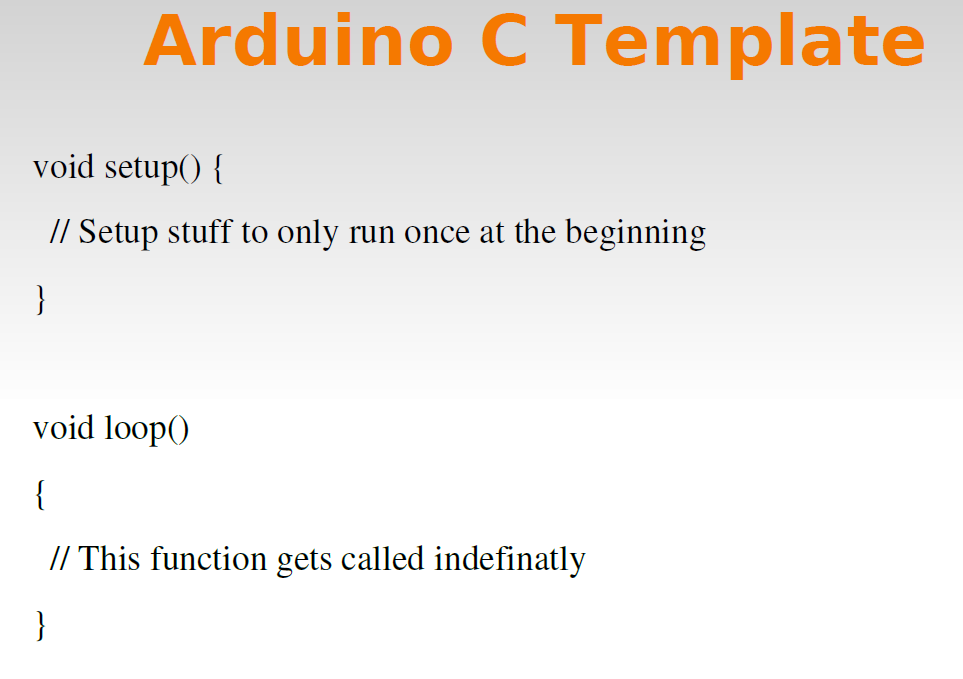 Arduino C Template
void setup() {
// Setup stuff to only run once at the beginning
}
void loop()
{
// This function gets called indefinatly
}